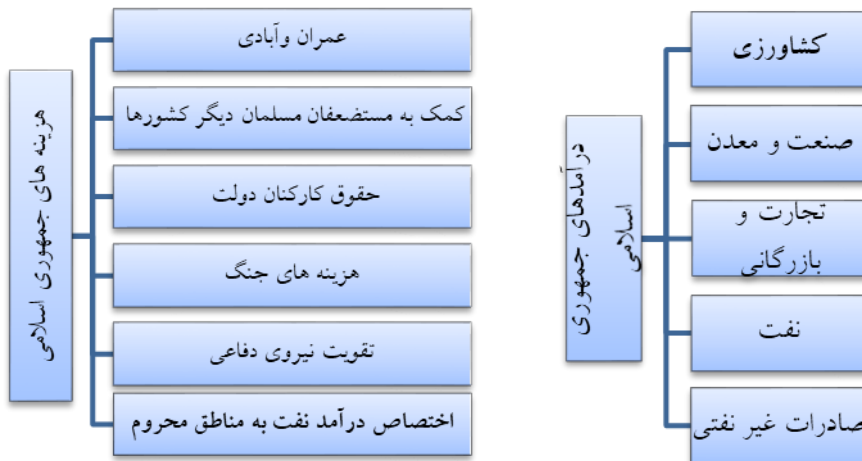 درآمدهای جمهوری
اسلامی
کشاورزی
صنعت و معدن
تجارت و
بازرگانی
نفت
صادرات غیر نفتی
هزینه های جمهوری اسلامی
عمران وآبادی
کمک به مستضعفان مسلمان دیگر کشورها
حقوق کارکنان دولت
هزینه های جنگ
تقویت نیروی دفاعی
اختصاص درآمد نفت به مناطق محروم